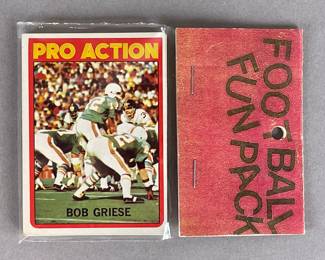 PRO ACTION
BOB GRIESE
FOOTBALL
FUN PACK